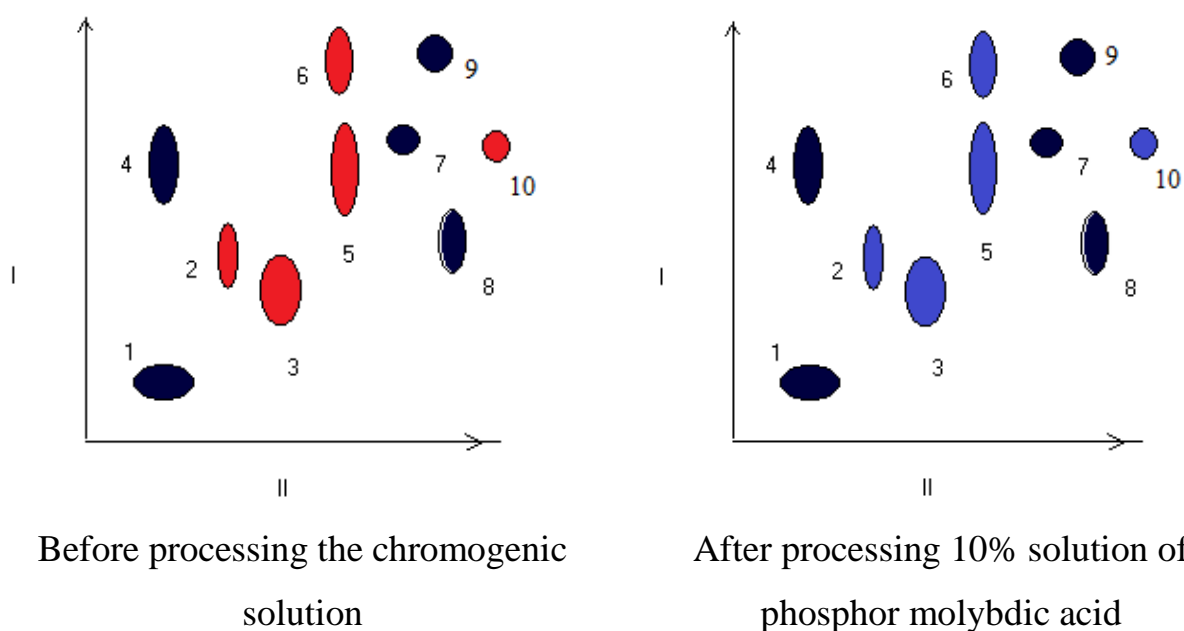 6
9
4
7
10
2
5
8
I
1
3
II
Before processing the chromogenic
solution
6
9
4
7
10
2
5
8
I
1
3
II
After processing 10% solution of
phosphor molybdic acid